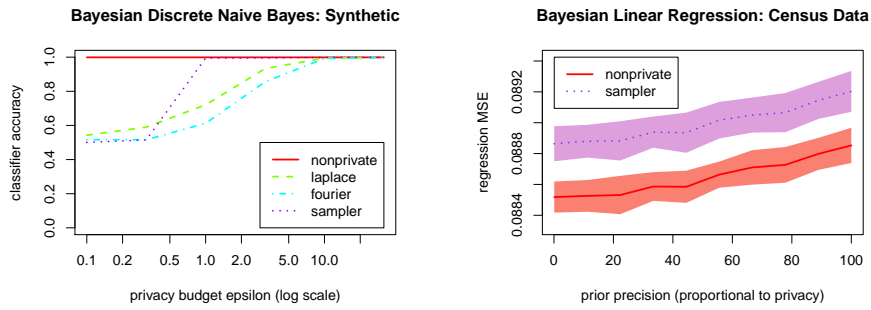 Bayesian Discrete Naive Bayes: Synthetic
classifier accuracy
1.0
0.8
0.6
0.4
0.2
0.0
nonprivate
laplace
fourier
sampler
0.1 0.2 0.5 1.0 2.0 5.0 10.0
privacy budget epsilon (log scale)
Bayesian Linear Regression: Census Data
regression MSE
0.0892
0.0888
0.0884
nonprivate
sampler
0 20 40 60 80 100
prior precision (proportional to privacy)